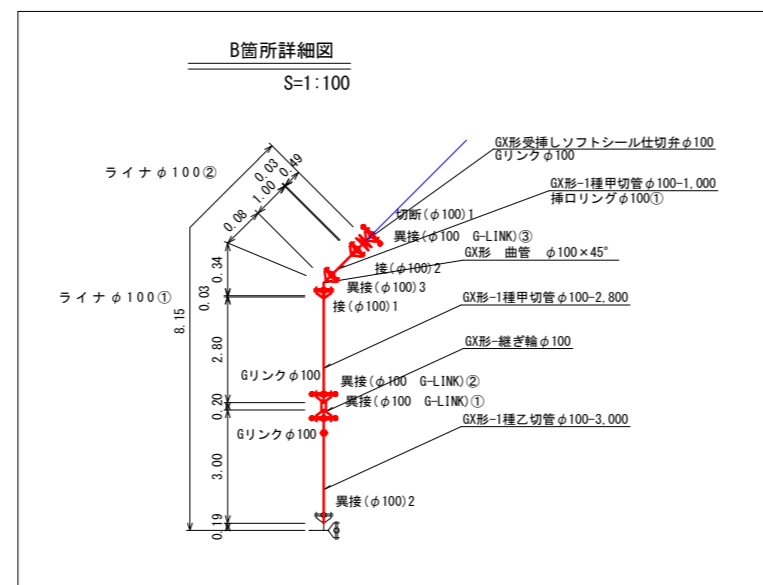 B箇所詳細図
S=1:100
GX形受挿しソフトシール仕切弁φ100
Gリンクφ100
ライナφ100②
0.03
0.49
1.00
0.08
GX形-1種甲切管φ100-1,000
挿口リングφ100①
切断(φ100)1
異接(φ100 G-LINK)③
GX形 曲管 φ100×45°
接(φ100)2
異接(φ100)3
0.34
ライナφ100①
0.03
接(φ100)1
GX形-1種甲切管φ100-2,800
8.15
2.80
GX形-継ぎ輪φ100
Gリンクφ100
異接(φ100 G-LINK)②
異接(φ100 G-LINK)①
0.20
GX形-1種乙切管φ100-3,000
Gリンクφ100
3.00
異接(φ100)2
0.19